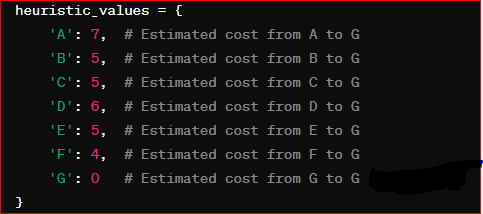 heuristic_values = {
    'A': 7,  # Estimated cost from A to G
    'B': 5,  # Estimated cost from B to G
    'C': 5,  # Estimated cost from C to G
    'D': 6,  # Estimated cost from D to G
    'E': 5,  # Estimated cost from E to G
    'F': 4,  # Estimated cost from F to G
    'G': 0   # Estimated cost from G to G
}